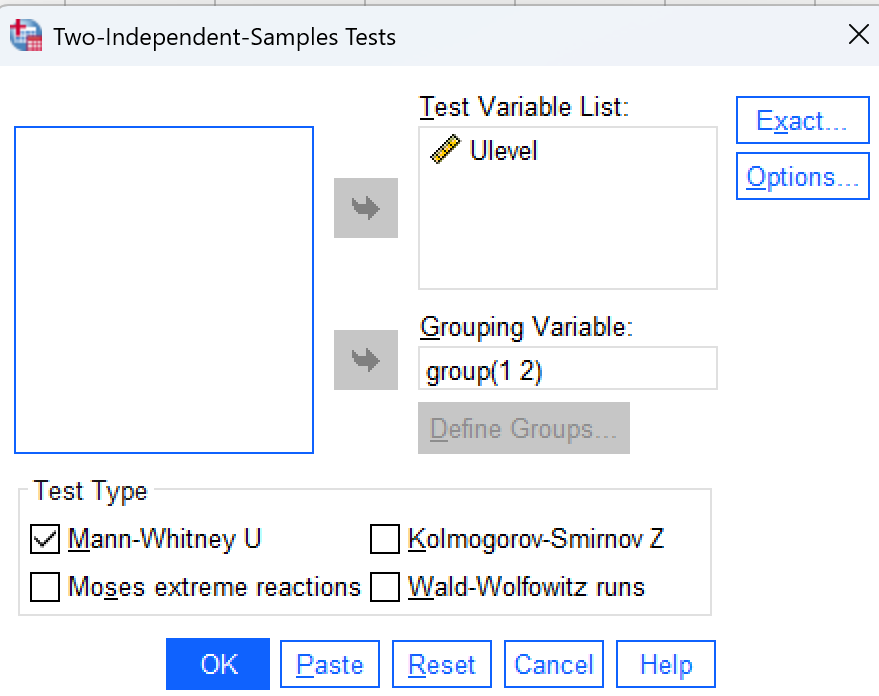 Two-Independent-Samples Tests
Test Variable List:
Ulevel
Exact...
Options...
Grouping Variable:
group(1 2)
Define Groups...
Test Type
Mann-Whitney U
Kolmogorov-Smirnov Z
Moses extreme reactions
Wald-Wolfowitz runs
OK
Paste
Reset
Cancel
Help